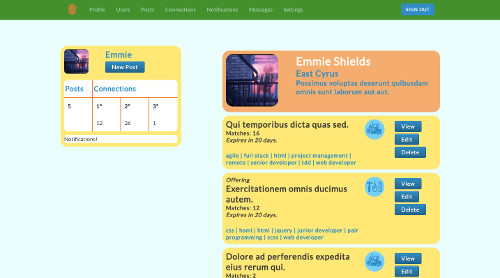 Profile Users Posts Connections Notifications Messages Settings SIGN OUT
Emmie
New Post
Posts Connections
5 1° 2° 3°
12 26 1
Notifications!
Emmie Shields
East Cyrus
Possimus voluptas deserunt quibusdam
omnis sunt laborum aut aut.
Qui temporibus dicta quas sed.
Matches: 16
Expires in 20 days.
agile | full stack | html | project management |
remote | senior developer | tdd | web developer
View
Edit
Delete
Offering
Exercitationem omnis ducimus
autem.
Matches: 12
Expires in 20 days.
css | haml | html | jquery | junior developer | pair
programming | scss | web developer
View
Edit
Delete
Dolore ad perferendis expedita
eius rerum qui.
Matches: 2
View
Edit